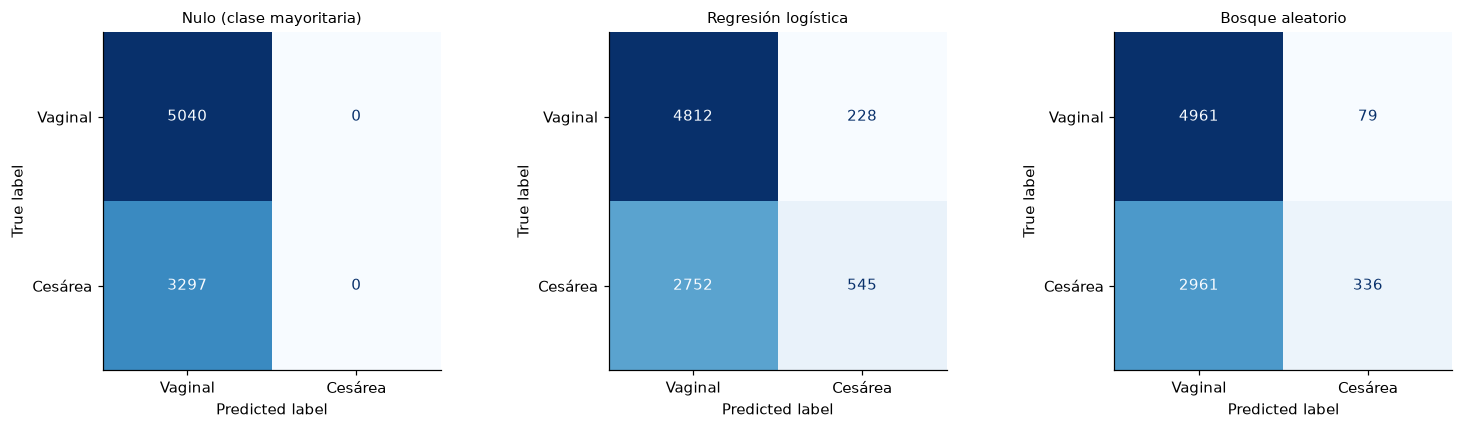 Nulo (clase mayoritaria)
True label
Vaginal
5040
0
Cesárea
3297
0
Vaginal
Cesárea
Predicted label
Regresión logística
True label
Vaginal
4812
228
Cesárea
2752
545
Vaginal
Cesárea
Predicted label
Bosque aleatorio
True label
Vaginal
4961
79
Cesárea
2961
336
Vaginal
Cesárea
Predicted label